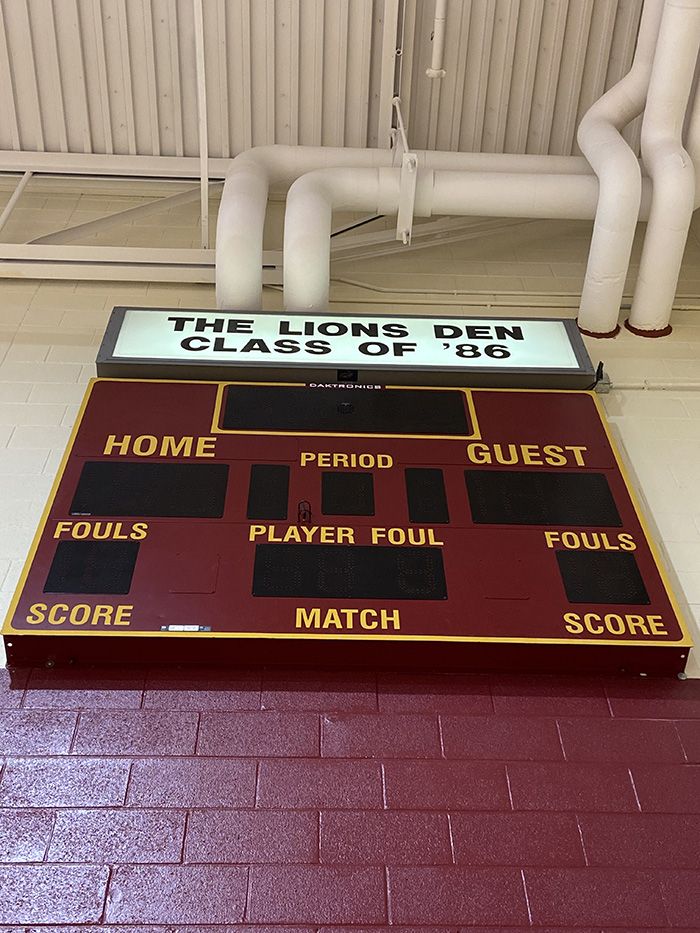 THE LIONS DEN
CLASS OF '86
DAKTRONICS
HOME
PERIOD
GUEST
FOULS
PLAYER FOUL
FOULS
SCORE
MATCH
SCORE